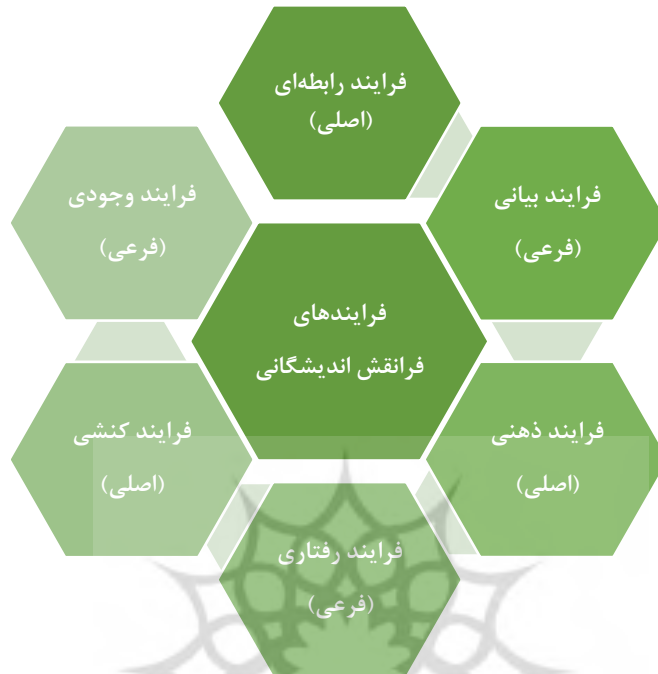 فرایند رابطه‌ای
(اصلی)
فرایند بیانی
(فرعی)
فرایند ذهنی
(اصلی)
فرایند رفتاری
(فرعی)
فرایند کنشی
(اصلی)
فرایند وجودی
(فرعی)
فرایندهای
فرانقش اندیشگانی